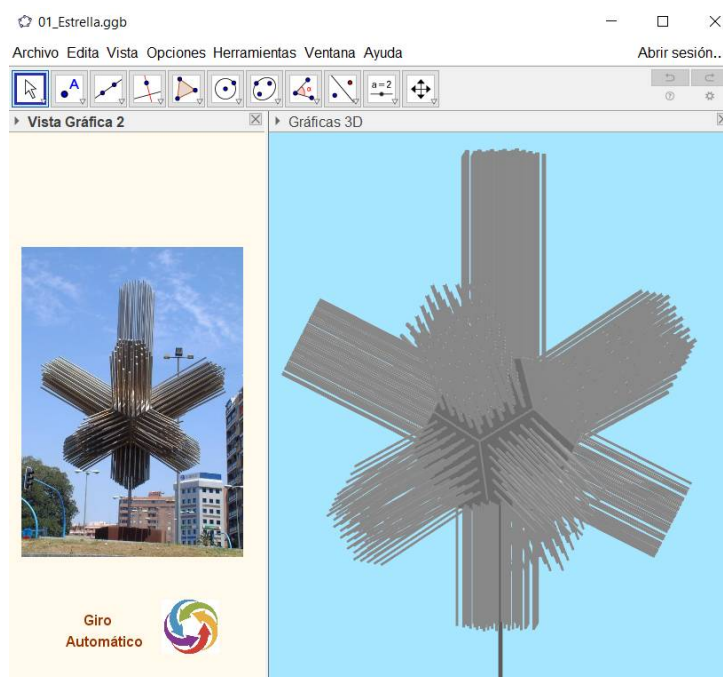 01_Estrella.ggb
Archivo Edita Vista Opciones Herramientas Ventana Ayuda
Abrir sesión..
A
α
a=2
Vista Gráfica 2
Gráficas 3D
Giro
Automático